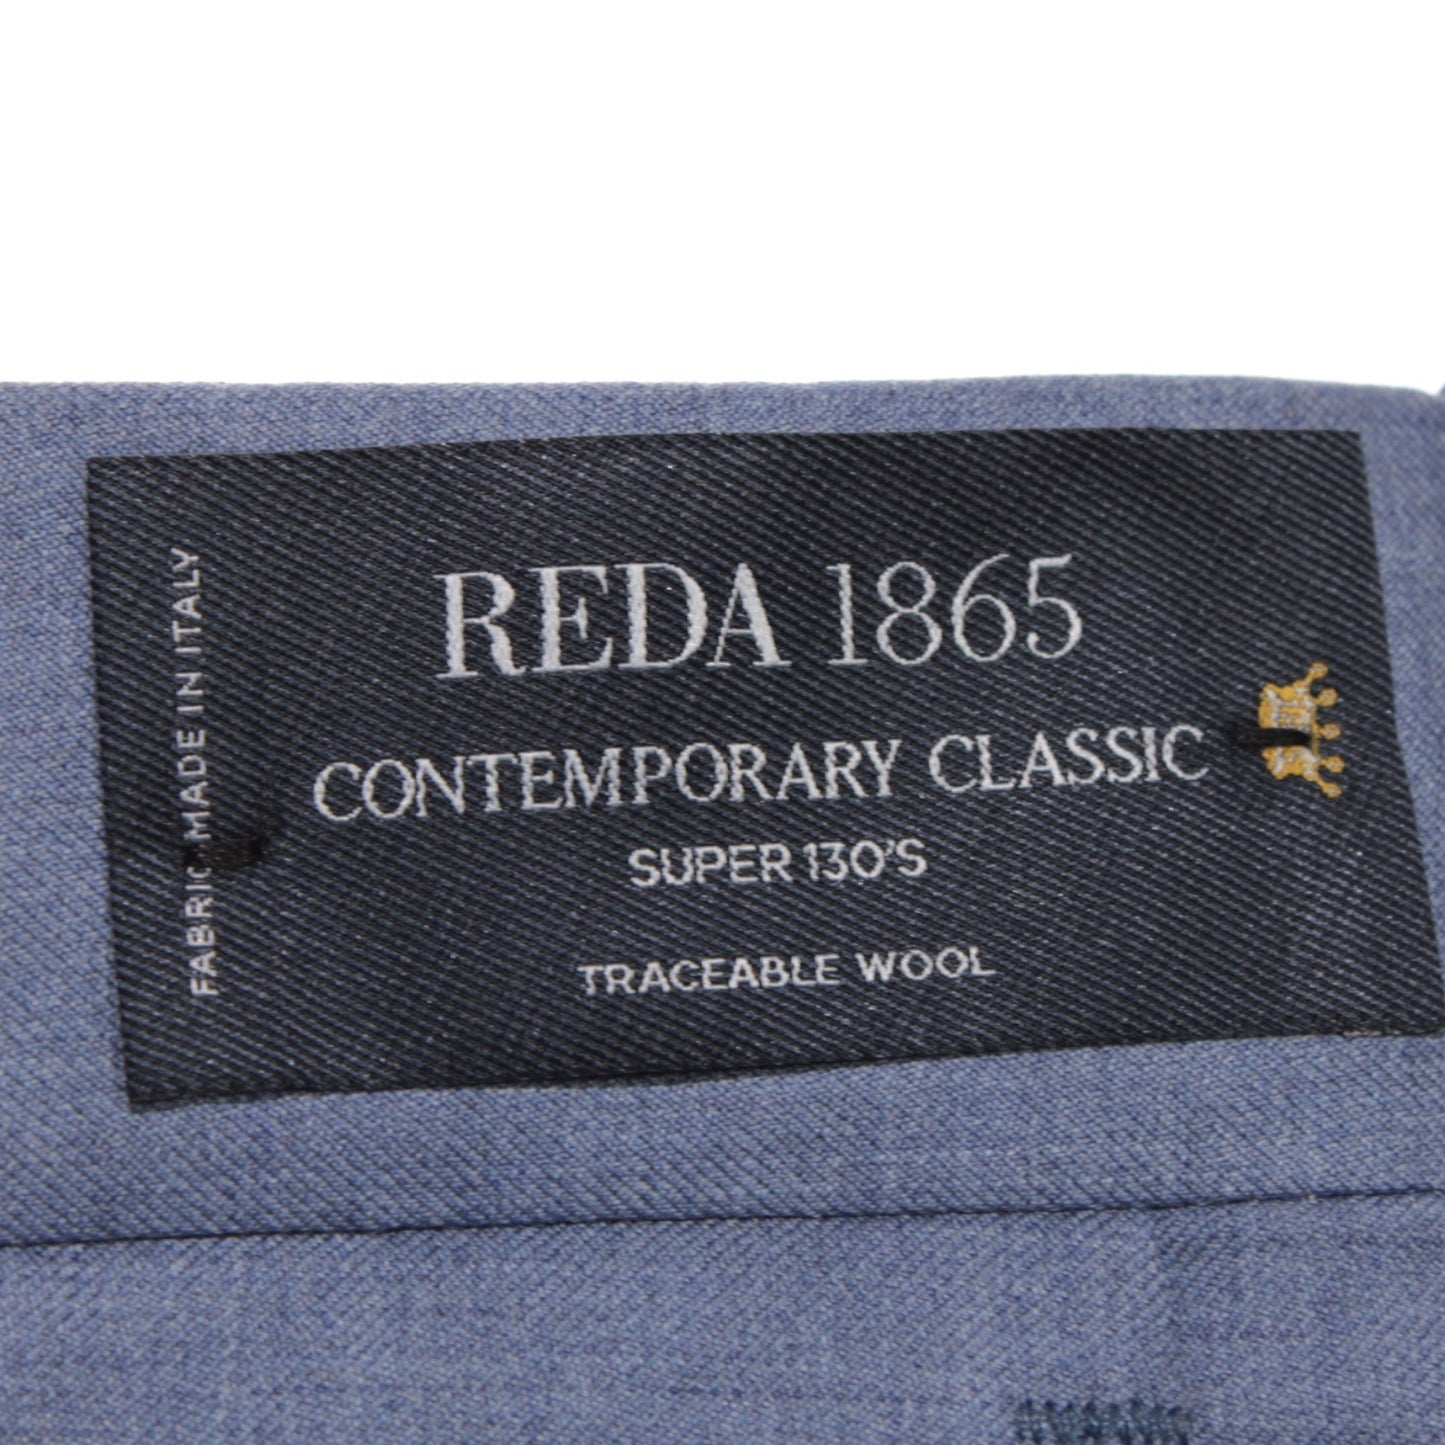 REDA 1865
CONTEMPORARY CLASSIC
SUPER 130'S
TRACEABLE WOOL
FABRIC MADE IN ITALY